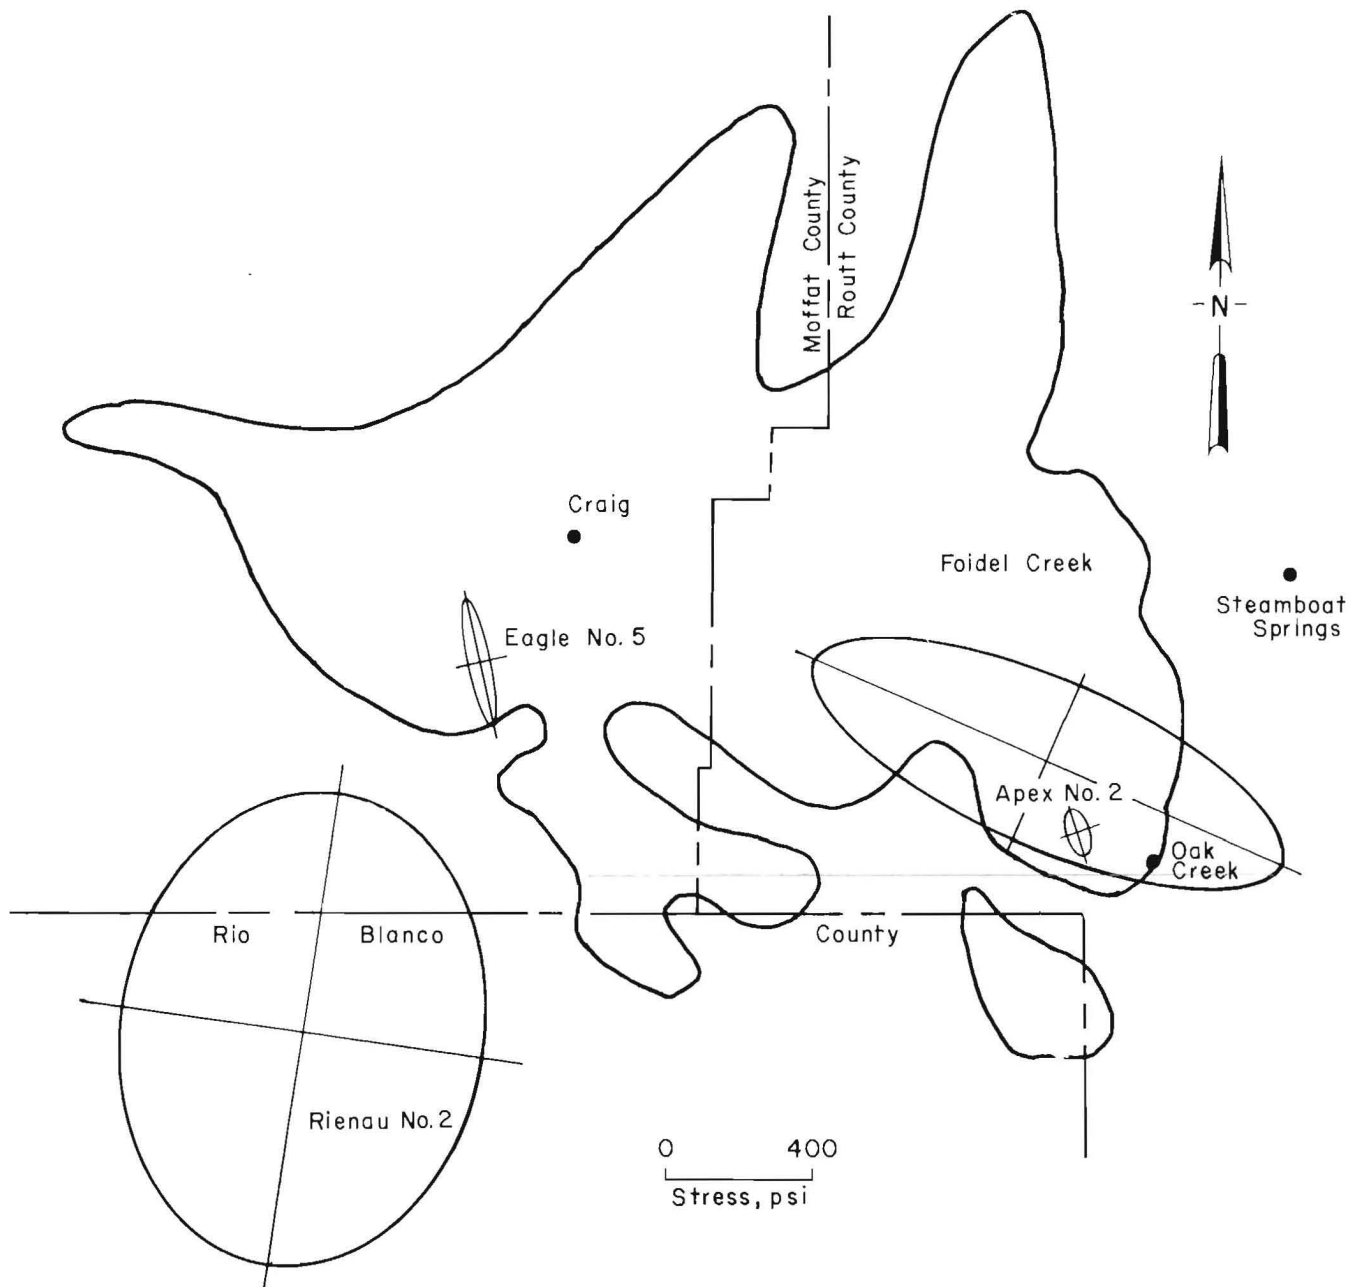 Moffat County
Routt County
-N-
Craig
Foidel Creek
Steamboat
Springs
Eagle No. 5
Apex No. 2
Oak
Creek
Rio Blanco County
Rienau No. 2
0 400
Stress, psi